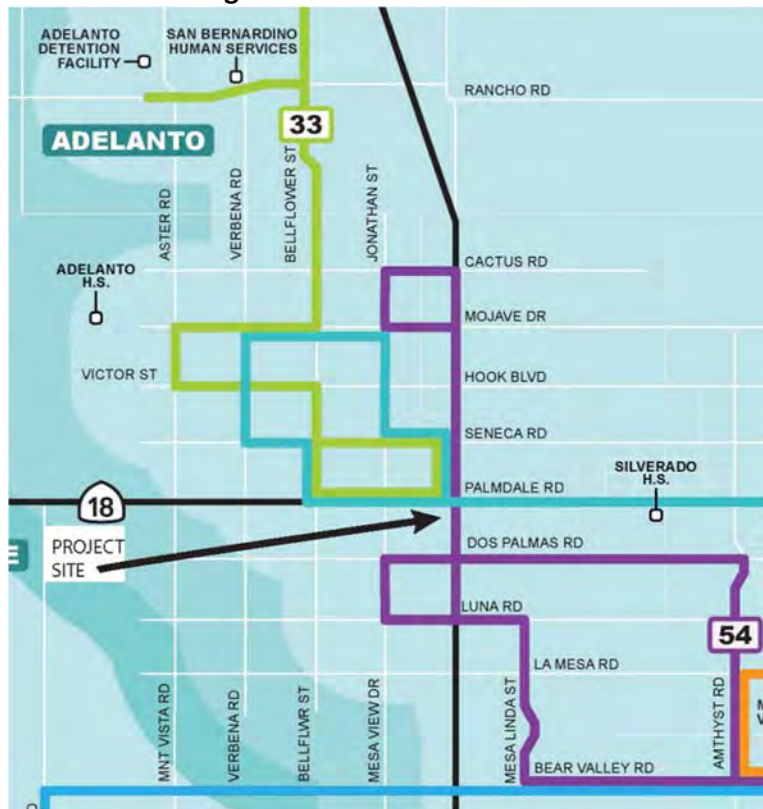 ADELANTO
DETENTION
FACILITY
SAN BERNARDINO
HUMAN SERVICES
RANCHO RD
33
ADELANTO
ASTER RD
VERBENA RD
BELLFLOWER ST
JONATHAN ST
CACTUS RD
ADELANTO
H.S.
MOJAVE DR
VICTOR ST
HOOK BLVD
SENECA RD
SILVERADO
H.S.
PALMDALE RD
18
PROJECT
SITE
E
DOS PALMAS RD
LUNA RD
54
LA MESA RD
MNT VISTA RD
VERBENA RD
BELLFLWR ST
MESA VIEW DR
MESA LINDA ST
AMTHYST RD
M
V
BEAR VALLEY RD